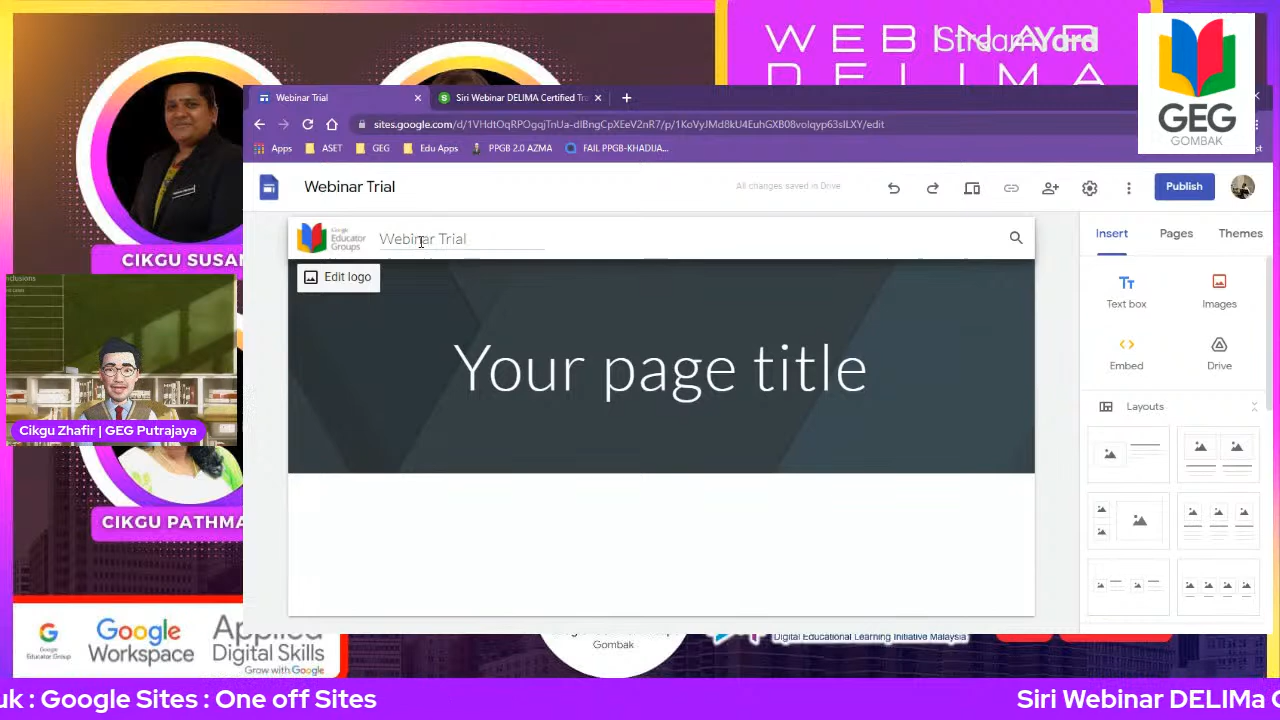 WEBINAR
StreamYard
DELIMA
GEG
GOMBAK
Webinar Trial
Siri Webinar DELIMA Certified Tra
sites.google.com/d/1VHdtOqRPOgqjTnUa-dlBngCpXEeV2nR7/p/1KoVyJMd8kU4EuhGXB08volqyp63slLXY/edit
Apps
ASET
GEG
Edu Apps
PPGB 2.0 AZMA
FAIL PPGB-KHADIJA...
Webinar Trial
All changes saved in Drive
Publish
Google
Educator
Groups
Webinar Trial
Edit logo
Your page title
Insert
Pages
Themes
Text box
Images
Embed
Drive
Layouts
CIKGU SUSAN
Cikgu Zhafir | GEG Putrajaya
CIKGU PATHMA
Google
Educator Group
Google
Workspace
Applied
Digital Skills
Grow with Google
Gombak
Digital Educational Learning Initiative Malaysia
uk : Google Sites : One off Sites
Siri Webinar DELIMa C